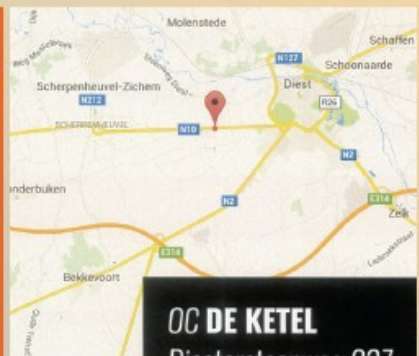 Molenstede
Schaffen
N127
Schoonaarde
Scherpenheuvel-Zichem
Diest
N212
R26
SCHERPENHEUVEL
N10
N2
onderbuken
N2
E314
Zelk
E314
Bekkevoort
OC DE KETEL